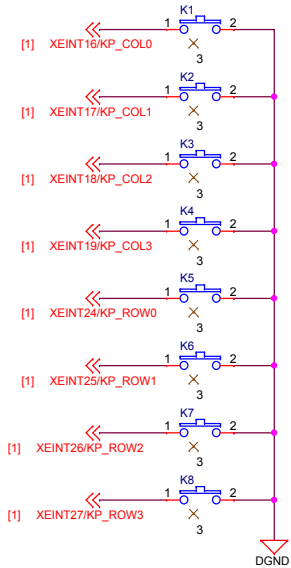 K1
1 2
[1] XEINT16/KP_COL0
3
K2
1 2
[1] XEINT17/KP_COL1
3
K3
1 2
[1] XEINT18/KP_COL2
3
K4
1 2
[1] XEINT19/KP_COL3
3
K5
1 2
[1] XEINT24/KP_ROW0
3
K6
1 2
[1] XEINT25/KP_ROW1
3
K7
1 2
[1] XEINT26/KP_ROW2
3
K8
1 2
[1] XEINT27/KP_ROW3
3
DGND